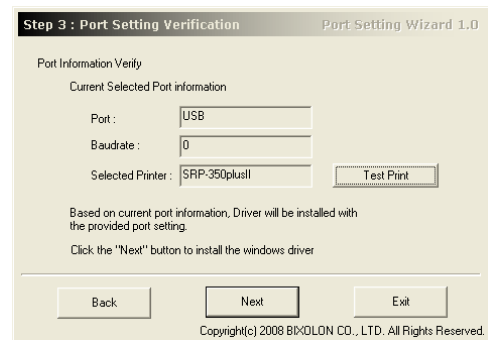 Step 3 : Port Setting Verification Port Setting Wizard 1.0
Port Information Verify
Current Selected Port information
Port : USB
Baudrate : 0
Selected Printer : SRP-350plusII Test Print
Based on current port information, Driver will be installed with
the provided port setting.
Click the "Next" button to install the windows driver
Back Next Exit
Copyright(c) 2008 BIXOLON CO., LTD. All Rights Reserved.